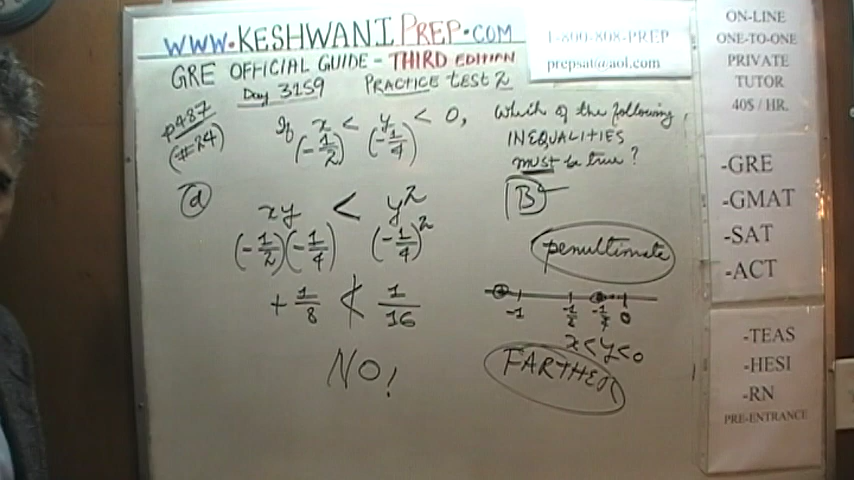 WWW.KESHWANIPREP.COM
GRE OFFICIAL GUIDE - THIRD EDITION
Day 3159 PRACTICE TEST 2
1-800-808-PREP
prepsat@aol.com
p487
(#24)
If x < y < 0, Which of the following
(-1/2) (-1/4) INEQUALITIES
must be true?
(a)
xy < y²
(-1/2)(-1/4) (-1/4)²
+1/8 ≮ 1/16
NO!
B
penultimate
-1 -1/2 -1/4 0
x<y<0
FARTHER
ON-LINE
ONE-TO-ONE
PRIVATE
TUTOR
40$ / HR.
-GRE
-GMAT
-SAT
-ACT
-TEAS
-HESI
-RN
PRE-ENTRANCE